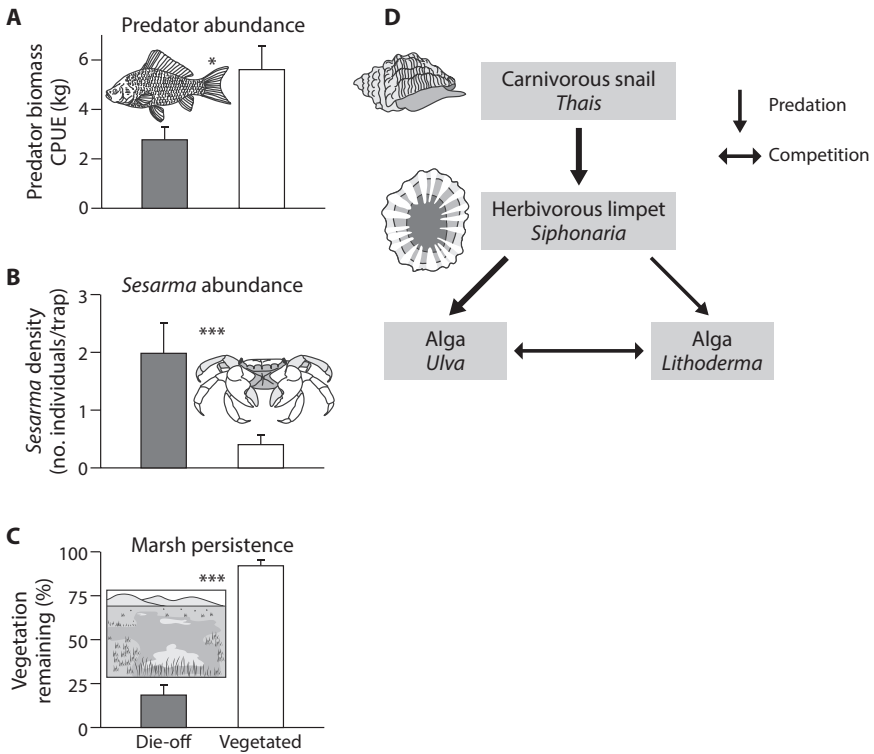 A
Predator abundance
Predator biomass
CPUE (kg)
6
4
2
0
*
B
Sesarma abundance
Sesarma density
(no. individuals/trap)
3
2
1
0
***
C
Marsh persistence
Vegetation
remaining (%)
100
75
50
25
0
***
Die-off
Vegetated
D
Carnivorous snail
Thais
Predation
Competition
Herbivorous limpet
Siphonaria
Alga
Ulva
Alga
Lithoderma